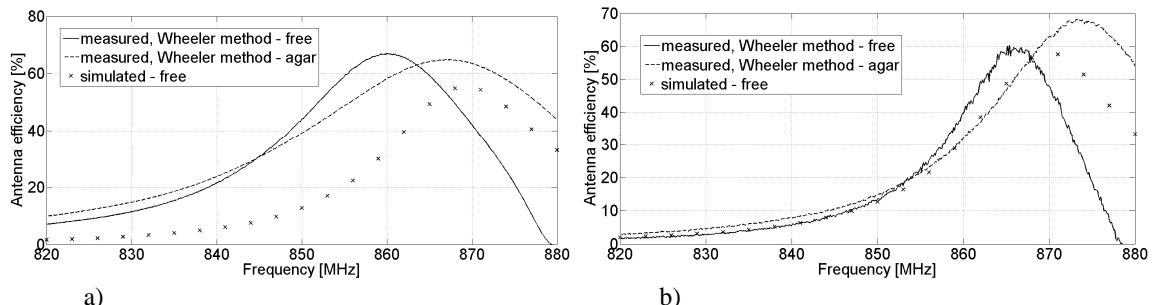 80
60
40
20
0
Antenna efficiency [%]
measured, Wheeler method - free
measured, Wheeler method - agar
simulated - free
820 830 840 850 860 870 880
Frequency [MHz]
a)
70
60
50
40
30
20
10
0
Antenna efficiency [%]
measured, Wheeler method - free
measured, Wheeler method - agar
simulated - free
820 830 840 850 860 870 880
Frequency [MHz]
b)